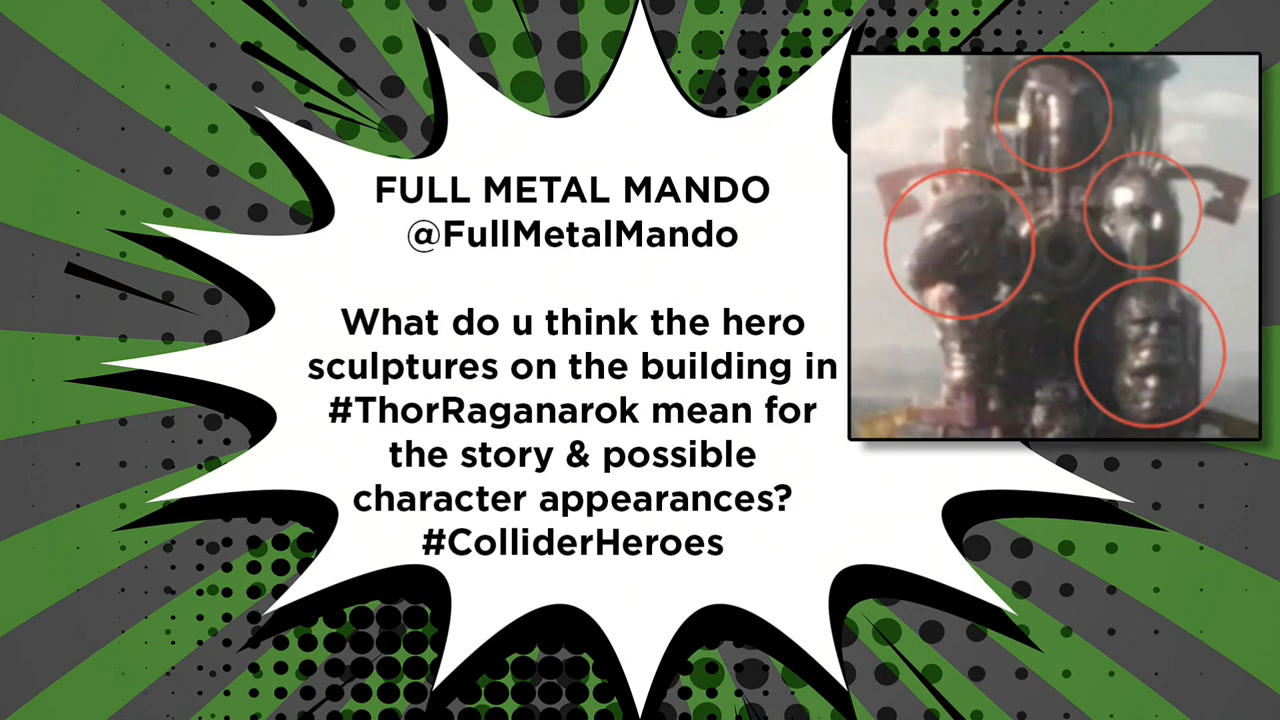 FULL METAL MANDO
@FullMetalMando
What do u think the hero
sculptures on the building in
#ThorRaganarok mean for
the story & possible
character appearances?
#ColliderHeroes